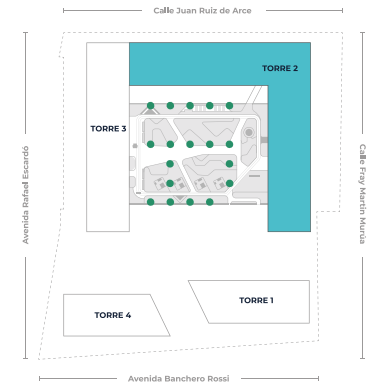 Calle Juan Ruiz de Arce
TORRE 2
TORRE 3
Avenida Rafael Escardó
Calle Fray Martin Murúa
TORRE 1
TORRE 4
Avenida Banchero Rossi